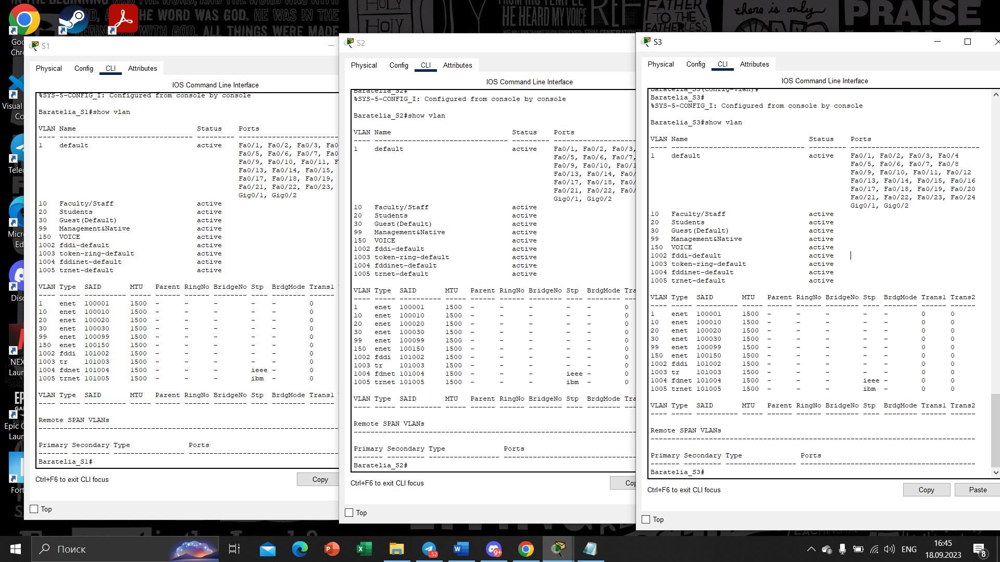 S1
Physical Config CLI Attributes
IOS Command Line Interface
%SYS-5-CONFIG_I: Configured from console by console
Baratelia_S1#show vlan
VLAN Name Status Ports
---- -------------------------------- --------- ------------------------
1 default active Fa0/1, Fa0/2, Fa0/3, Fa0
Fa0/5, Fa0/6, Fa0/7, Fa0
Fa0/9, Fa0/10, Fa0/11, F
Fa0/13, Fa0/14, Fa0/15,
Fa0/17, Fa0/18, Fa0/19,
Fa0/21, Fa0/22, Fa0/23,
Gig0/1, Gig0/2
10 Faculty/Staff active
20 Students active
30 Guest(Default) active
99 Management&Native active
150 VOICE active
1002 fddi-default active
1003 token-ring-default active
1004 fddinet-default active
1005 trnet-default active
VLAN Type SAID MTU Parent RingNo BridgeNo Stp BrdgMode Trans1
---- ----- ---------- ----- ------ ------ -------- ---- -------- ------
1 enet 100001 1500 - - - - - 0
10 enet 100010 1500 - - - - - 0
20 enet 100020 1500 - - - - - 0
30 enet 100030 1500 - - - - - 0
99 enet 100099 1500 - - - - - 0
150 enet 100150 1500 - - - - - 0
1002 fddi 101002 1500 - - - - - 0
1003 tr 101003 1500 - - - - - 0
1004 fdnet 101004 1500 - - - ieee - 0
1005 trnet 101005 1500 - - - ibm - 0
VLAN Type SAID MTU Parent RingNo BridgeNo Stp BrdgMode Trans1
---- ----- ---------- ----- ------ ------ -------- ---- -------- ------
Remote SPAN VLANs
------------------------------------------------------------------------
Primary Secondary Type Ports
------- --------- ----------------- ------------------------------------
Baratelia_S1#
Ctrl+F6 to exit CLI focus
Copy
Top
S2
Physical Config CLI Attributes
IOS Command Line Interface
Baratelia_S2#
%SYS-5-CONFIG_I: Configured from console by console
Baratelia_S2#show vlan
VLAN Name Status Ports
---- -------------------------------- --------- --------------------
1 default active Fa0/1, Fa0/2, Fa0/3,
Fa0/5, Fa0/6, Fa0/7,
Fa0/9, Fa0/10, Fa0/1
Fa0/13, Fa0/14, Fa0/
Fa0/17, Fa0/18, Fa0/
Fa0/21, Fa0/22, Fa0/
Gig0/1, Gig0/2
10 Faculty/Staff active
20 Students active
30 Guest(Default) active
99 Management&Native active
150 VOICE active
1002 fddi-default active
1003 token-ring-default active
1004 fddinet-default active
1005 trnet-default active
VLAN Type SAID MTU Parent RingNo BridgeNo Stp BrdgMode Tra
---- ----- ---------- ----- ------ ------ -------- ---- -------- ---
1 enet 100001 1500 - - - - - 0
10 enet 100010 1500 - - - - - 0
20 enet 100020 1500 - - - - - 0
30 enet 100030 1500 - - - - - 0
99 enet 100099 1500 - - - - - 0
150 enet 100150 1500 - - - - - 0
1002 fddi 101002 1500 - - - - - 0
1003 tr 101003 1500 - - - - - 0
1004 fdnet 101004 1500 - - - ieee - 0
1005 trnet 101005 1500 - - - ibm - 0
VLAN Type SAID MTU Parent RingNo BridgeNo Stp BrdgMode Tra
---- ----- ---------- ----- ------ ------ -------- ---- -------- ---
Remote SPAN VLANs
--------------------------------------------------------------------
Primary Secondary Type Ports
------- --------- ----------------- --------------------------------
Baratelia_S2#
Ctrl+F6 to exit CLI focus
Cop
Top
S3
Physical Config CLI Attributes
IOS Command Line Interface
Baratelia_S3(config-vlan)#
Baratelia_S3#
%SYS-5-CONFIG_I: Configured from console by console
Baratelia_S3#show vlan
VLAN Name Status Ports
---- -------------------------------- --------- -------------------------------
1 default active Fa0/1, Fa0/2, Fa0/3, Fa0/4
Fa0/5, Fa0/6, Fa0/7, Fa0/8
Fa0/9, Fa0/10, Fa0/11, Fa0/12
Fa0/13, Fa0/14, Fa0/15, Fa0/16
Fa0/17, Fa0/18, Fa0/19, Fa0/20
Fa0/21, Fa0/22, Fa0/23, Fa0/24
Gig0/1, Gig0/2
10 Faculty/Staff active
20 Students active
30 Guest(Default) active
99 Management&Native active
150 VOICE active
1002 fddi-default active
1003 token-ring-default active
1004 fddinet-default active
1005 trnet-default active
VLAN Type SAID MTU Parent RingNo BridgeNo Stp BrdgMode Trans1 Trans2
---- ----- ---------- ----- ------ ------ -------- ---- -------- ------ ------
1 enet 100001 1500 - - - - - 0 0
10 enet 100010 1500 - - - - - 0 0
20 enet 100020 1500 - - - - - 0 0
30 enet 100030 1500 - - - - - 0 0
99 enet 100099 1500 - - - - - 0 0
150 enet 100150 1500 - - - - - 0 0
1002 fddi 101002 1500 - - - - - 0 0
1003 tr 101003 1500 - - - - - 0 0
1004 fdnet 101004 1500 - - - ieee - 0 0
1005 trnet 101005 1500 - - - ibm - 0 0
VLAN Type SAID MTU Parent RingNo BridgeNo Stp BrdgMode Trans1 Trans2
---- ----- ---------- ----- ------ ------ -------- ---- -------- ------ ------
Remote SPAN VLANs
------------------------------------------------------------------------------
Primary Secondary Type Ports
------- --------- ----------------- ------------------------------------------
Baratelia_S3#
Ctrl+F6 to exit CLI focus
Copy Paste
Top
Goo
Chro
Visual
Co
Teleg
Micro
Ed
Disc
NEX
Laun
Epic G
Laun
Fort
THE WORD WAS GOD. HE WAS IN THE
BEGINNING WITH GOD. ALL THINGS WERE MADE
HOLY
HOLY
HE HEARD MY VOICE
REF
FATHER
TO THE
FATHERLESS
there is only
PRAISE
Поиск
52
9+
ENG
16:45
18.09.2023
8